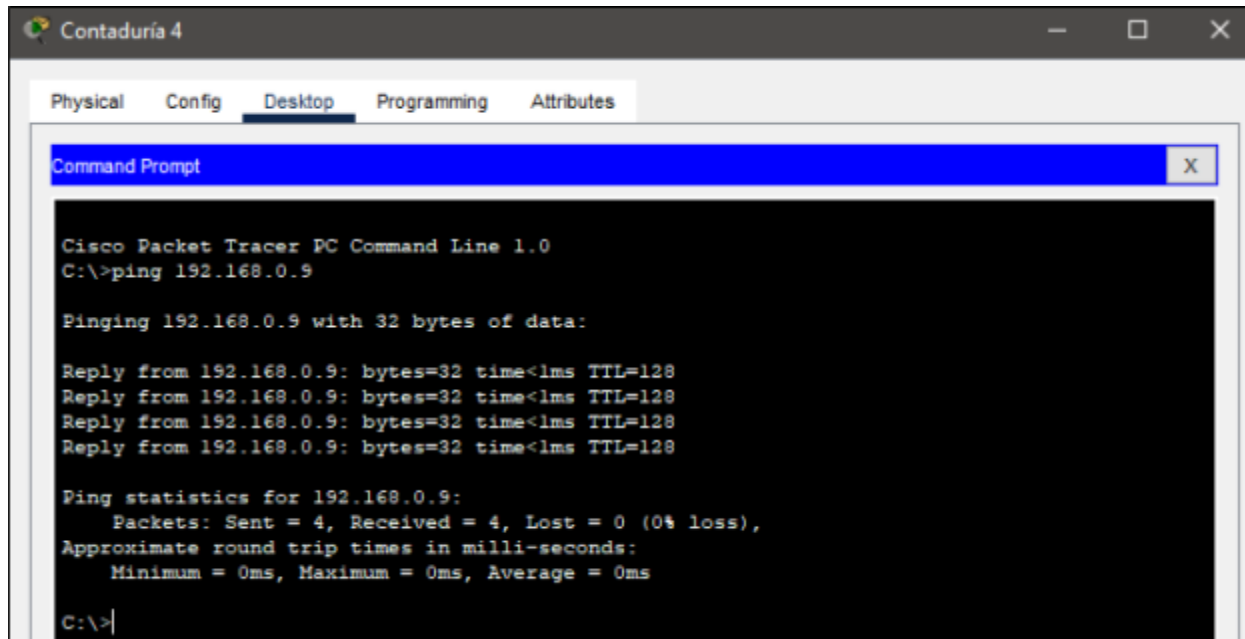 Contaduría 4
Physical Config Desktop Programming Attributes
Command Prompt
X
Cisco Packet Tracer PC Command Line 1.0
C:\>ping 192.168.0.9
Pinging 192.168.0.9 with 32 bytes of data:
Reply from 192.168.0.9: bytes=32 time<1ms TTL=128
Reply from 192.168.0.9: bytes=32 time<1ms TTL=128
Reply from 192.168.0.9: bytes=32 time<1ms TTL=128
Reply from 192.168.0.9: bytes=32 time<1ms TTL=128
Ping statistics for 192.168.0.9:
Packets: Sent = 4, Received = 4, Lost = 0 (0% loss),
Approximate round trip times in milli-seconds:
Minimum = 0ms, Maximum = 0ms, Average = 0ms
C:\>